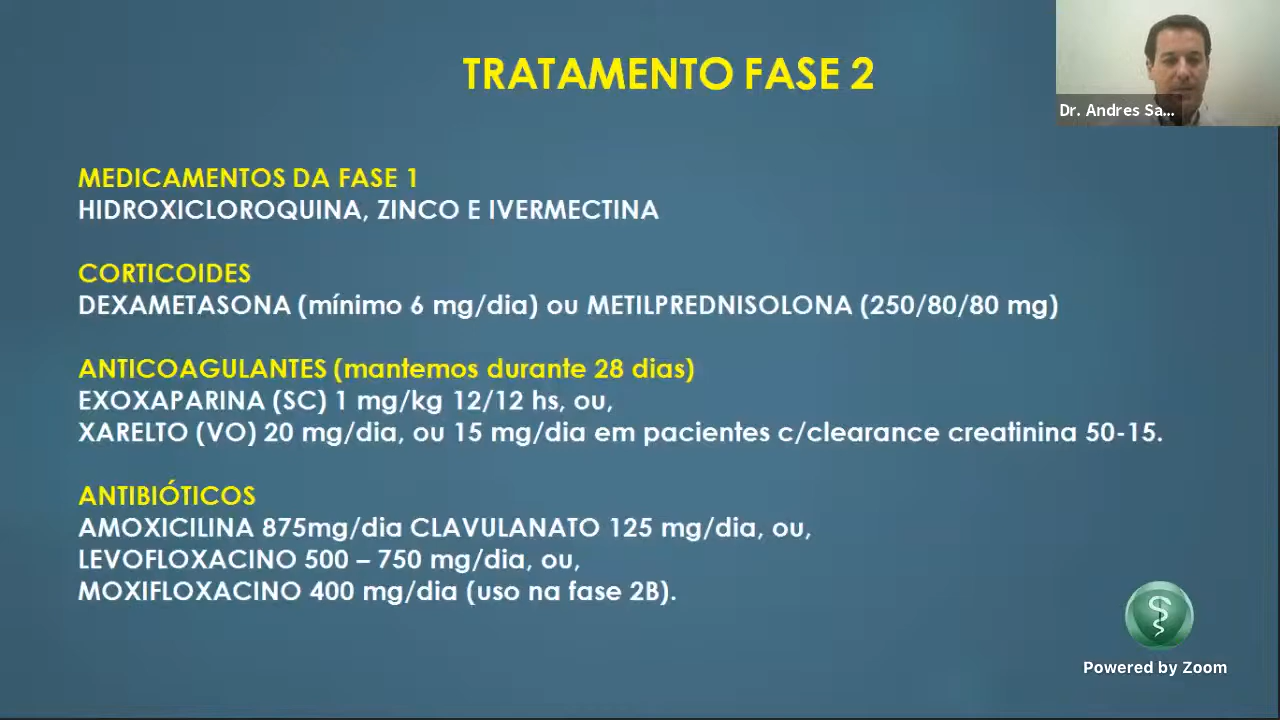 TRATAMENTO FASE 2
Dr. Andres Sa...
MEDICAMENTOS DA FASE 1
HIDROXICLOROQUINA, ZINCO E IVERMECTINA
CORTICOIDES
DEXAMETASONA (mínimo 6 mg/dia) ou METILPREDNISOLONA (250/80/80 mg)
ANTICOAGULANTES (mantemos durante 28 dias)
EXOXAPARINA (SC) 1 mg/kg 12/12 hs, ou,
XARELTO (VO) 20 mg/dia, ou 15 mg/dia em pacientes c/clearance creatinina 50-15.
ANTIBIÓTICOS
AMOXICILINA 875mg/dia CLAVULANATO 125 mg/dia, ou,
LEVOFLOXACINO 500 – 750 mg/dia, ou,
MOXIFLOXACINO 400 mg/dia (uso na fase 2B).
Powered by Zoom